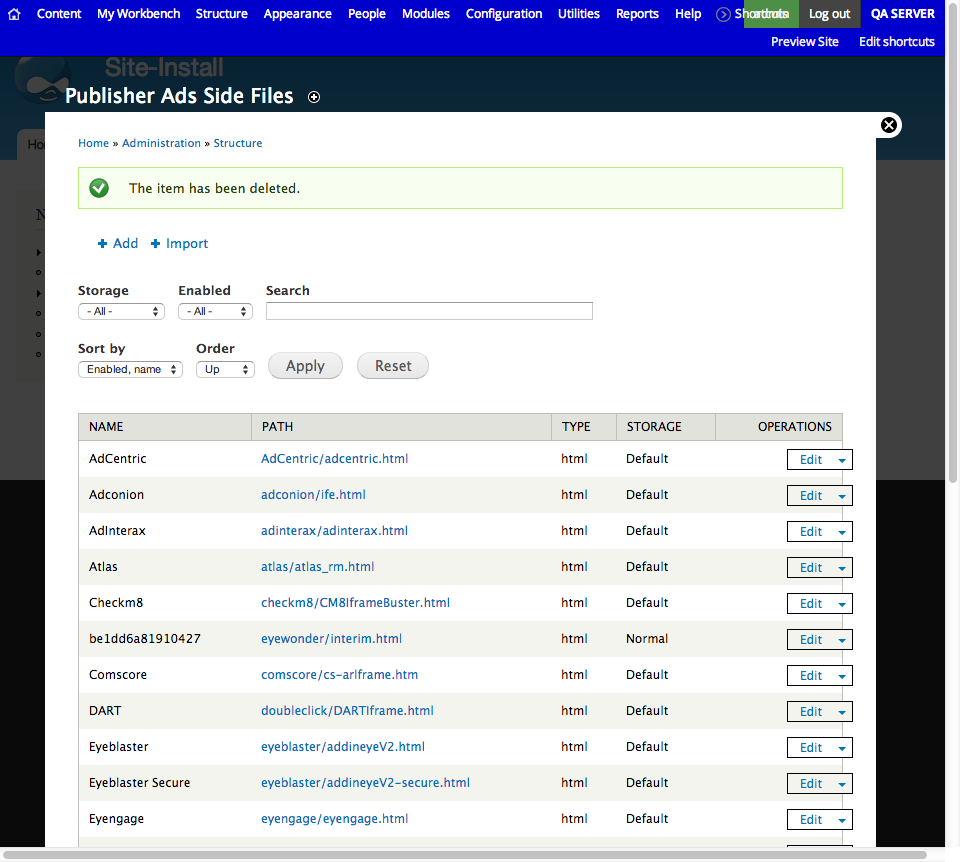 Content My Workbench Structure Appearance People Modules Configuration Utilities Reports Help Shortcuts Log out QA SERVER
Preview Site Edit shortcuts
Site-Install
Publisher Ads Side Files
Home » Administration » Structure
The item has been deleted.
Add Import
Storage Enabled Search
- All - - All -
Sort by Order
Enabled, name Up Apply Reset
NAME PATH TYPE STORAGE OPERATIONS
AdCentric AdCentric/adcentric.html html Default Edit
Adconion adconion/ife.html html Default Edit
AdInterax adinterax/adinterax.html html Default Edit
Atlas atlas/atlas_rm.html html Default Edit
Checkm8 checkm8/CM8IframeBuster.html html Default Edit
be1dd6a81910427 eyewonder/interim.html html Normal Edit
Comscore comscore/cs-arIframe.htm html Default Edit
DART doubleclick/DARTIframe.html html Default Edit
Eyeblaster eyeblaster/addineyeV2.html html Default Edit
Eyeblaster Secure eyeblaster/addineyeV2-secure.html html Default Edit
Eyengage eyengage/eyengage.html html Default Edit